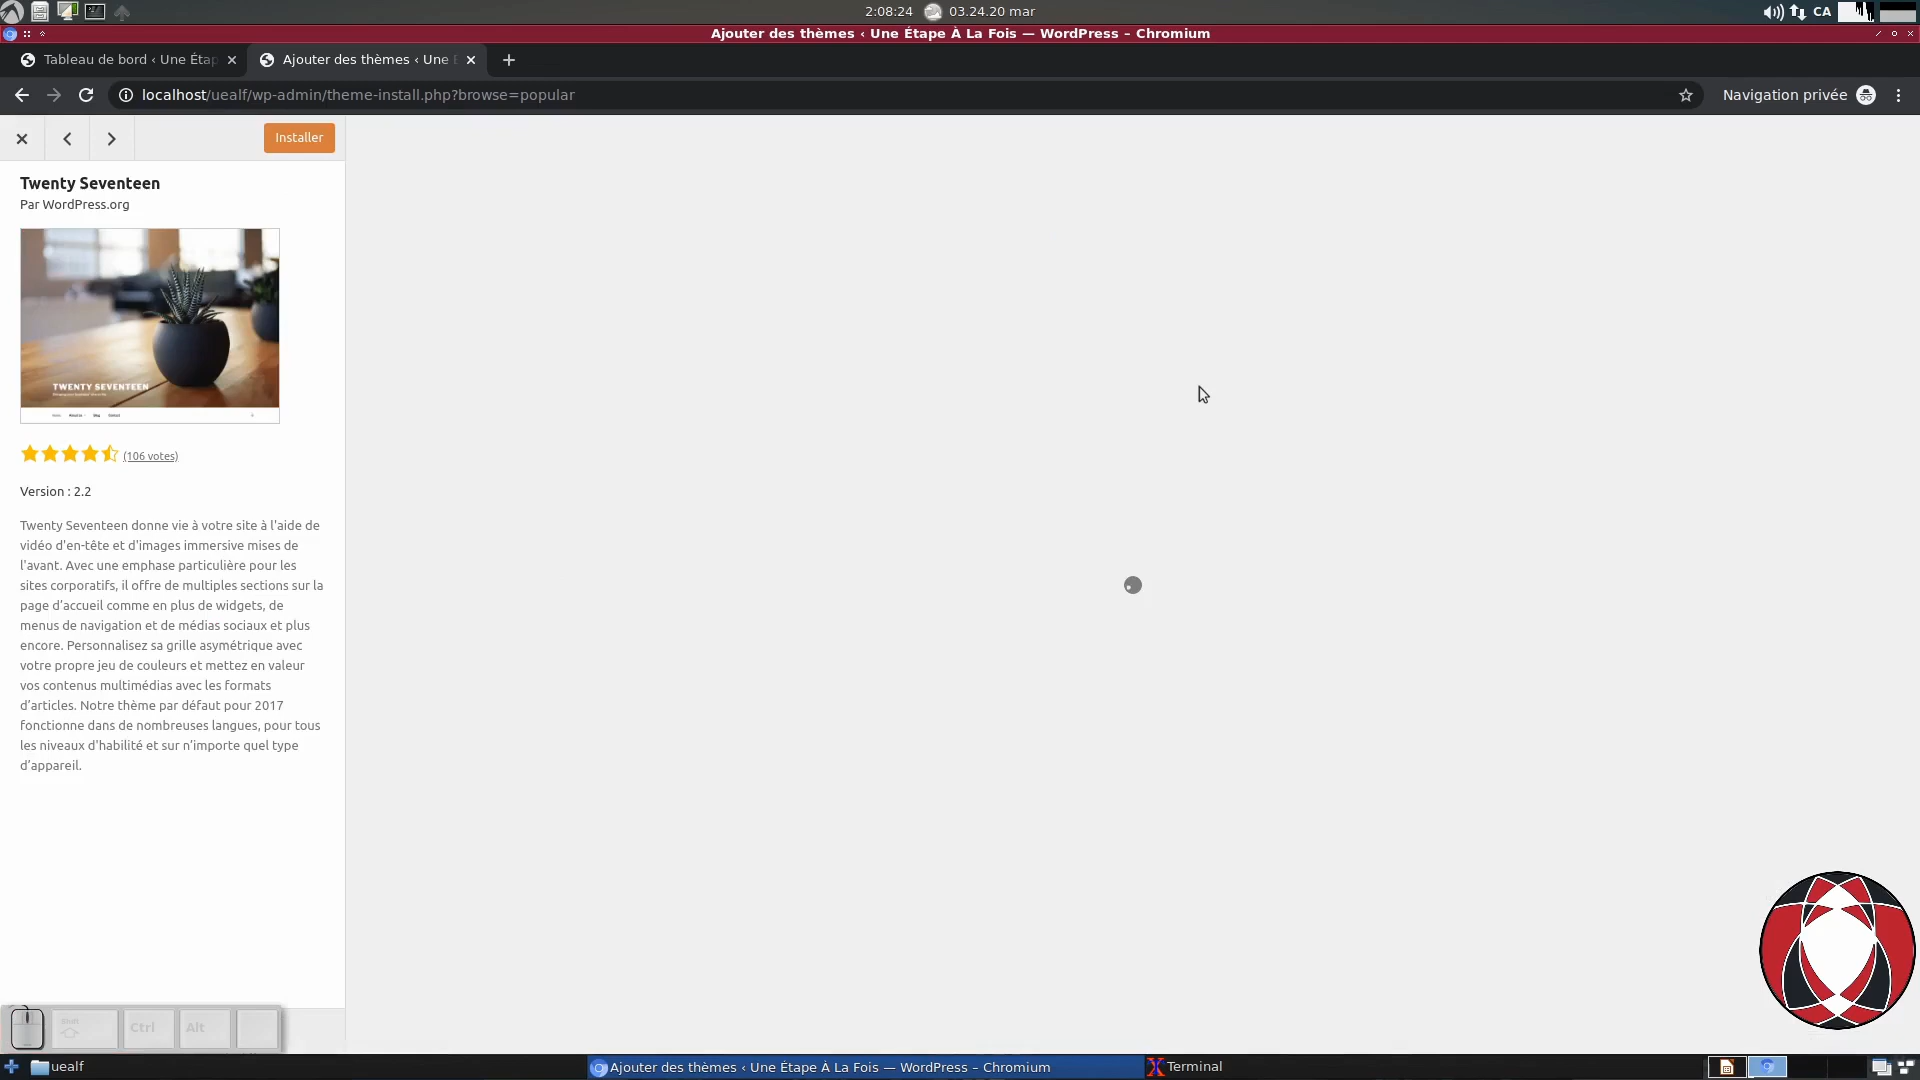 2:08:24 03.24.20 mar CA
Ajouter des thèmes ‹ Une Étape À La Fois — WordPress – Chromium
Tableau de bord ‹ Une Étap Ajouter des thèmes ‹ Une É
localhost/uealf/wp-admin/theme-install.php?browse=popular Navigation privée
Installer
Twenty Seventeen
Par WordPress.org
TWENTY SEVENTEEN
(106 votes)
Version : 2.2
Twenty Seventeen donne vie à votre site à l'aide de
vidéo d'en-tête et d'images immersive mises de
l'avant. Avec une emphase particulière pour les
sites corporatifs, il offre de multiples sections sur la
page d’accueil comme en plus de widgets, de
menus de navigation et de médias sociaux et plus
encore. Personnalisez sa grille asymétrique avec
votre propre jeu de couleurs et mettez en valeur
vos contenus multimédias avec les formats
d’articles. Notre thème par défaut pour 2017
fonctionne dans de nombreuses langues, pour tous
les niveaux d'habilité et sur n’importe quel type
d’appareil.
Shift Ctrl Alt
uealf Ajouter des thèmes ‹ Une Étape À La Fois — WordPress – Chromium Terminal